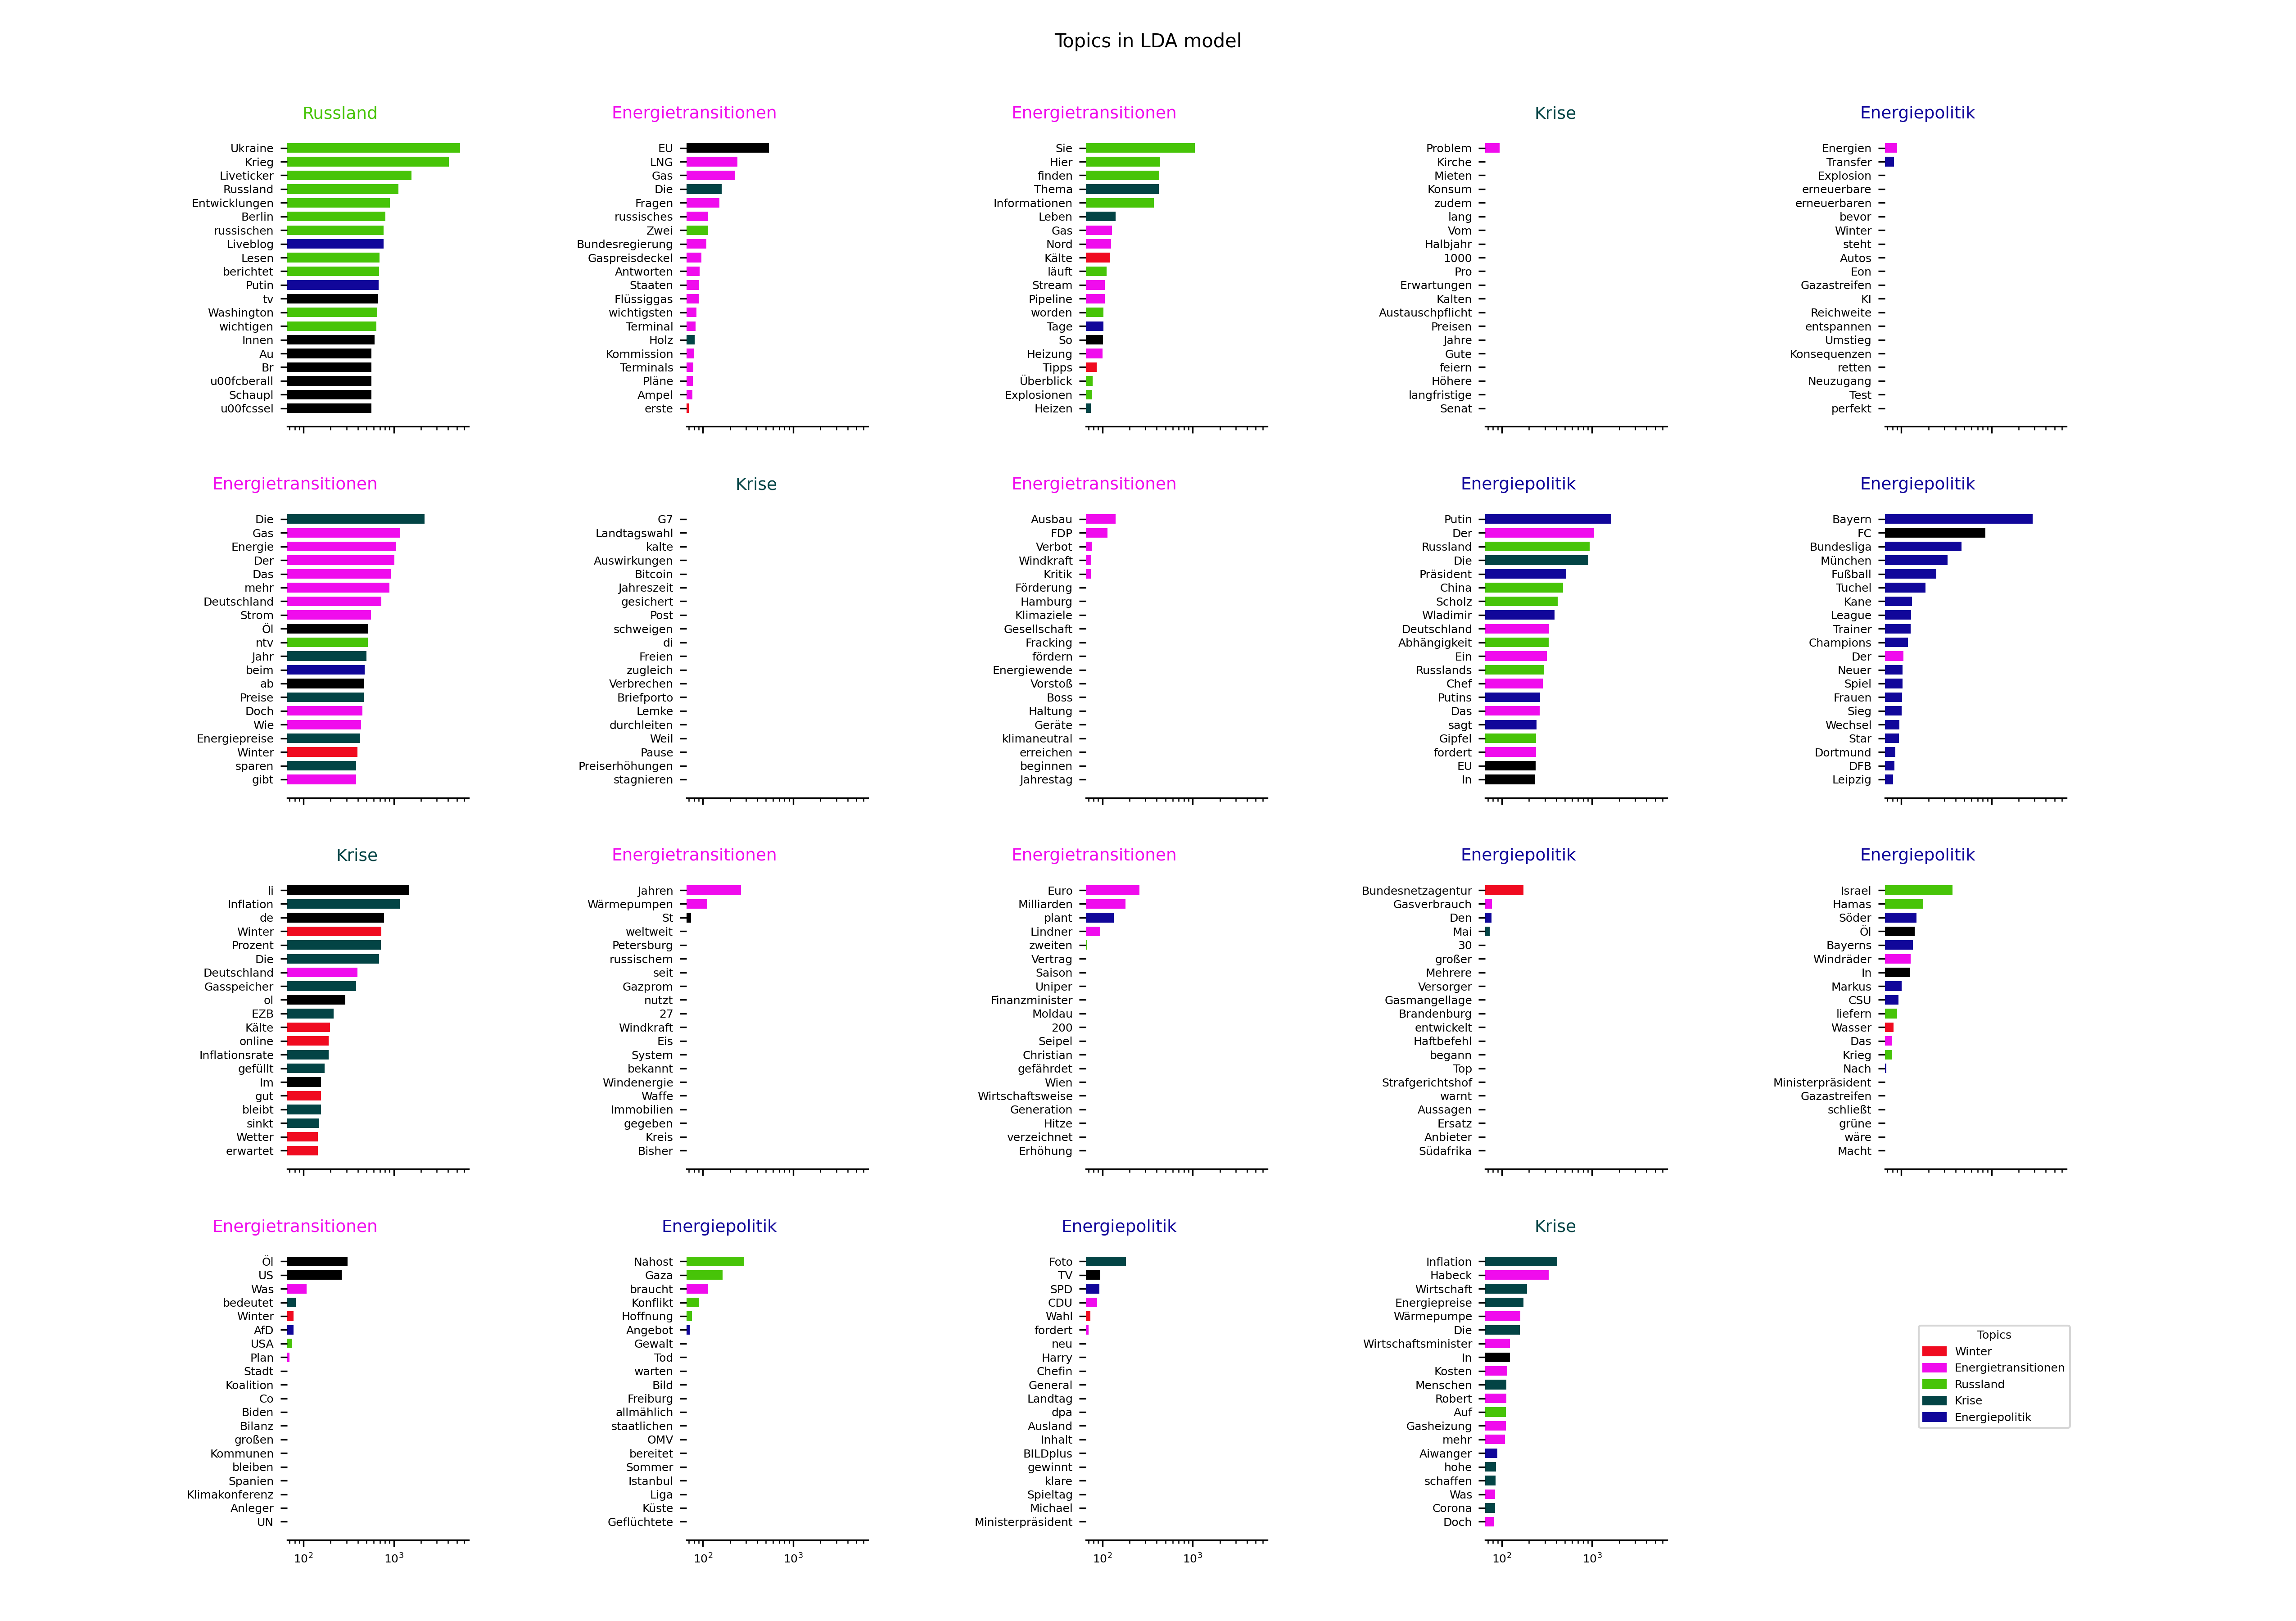 Topics in LDA model
Russland
Ukraine
Krieg
Liveticker
Russland
Entwicklungen
Berlin
russischen
Liveblog
Lesen
berichtet
Putin
tv
Washington
wichtigen
Innen
Au
Br
u00fcberall
Schaupl
u00fcssel
Energietransitionen
EU
LNG
Gas
Die
Fragen
russisches
Zwei
Bundesregierung
Gaspreisdeckel
Antworten
Staaten
Flüssiggas
wichtigsten
Terminal
Holz
Kommission
Terminals
Pläne
Ampel
erste
Energietransitionen
Sie
Hier
finden
Thema
Informationen
Leben
Gas
Nord
Kälte
läuft
Stream
Pipeline
worden
Tage
So
Heizung
Tipps
Überblick
Explosionen
Heizen
Krise
Problem
Kirche
Mieten
Konsum
zudem
lang
Vom
Halbjahr
1000
Pro
Erwartungen
Kalten
Austauschpflicht
Preisen
Jahre
Gute
feiern
Höhere
langfristige
Senat
Energiepolitik
Energien
Transfer
Explosion
erneuerbare
erneuerbaren
bevor
Winter
steht
Autos
Eon
Gazastreifen
KI
Reichweite
entspannen
Umstieg
Konsequenzen
retten
Neuzugang
Test
perfekt
Energietransitionen
Die
Gas
Energie
Der
Das
mehr
Deutschland
Strom
Öl
ntv
Jahr
beim
ab
Preise
Doch
Wie
Energiepreise
Winter
sparen
gibt
Krise
G7
Landtagswahl
kalte
Auswirkungen
Bitcoin
Jahreszeit
gesichert
Post
schweigen
di
Freien
zugleich
Verbrechen
Briefporto
Lemke
durchleiten
Weil
Pause
Preiserhöhungen
stagnieren
Energietransitionen
Ausbau
FDP
Verbot
Windkraft
Kritik
Förderung
Hamburg
Klimaziele
Gesellschaft
Fracking
fördern
Energiewende
Vorstoß
Boss
Haltung
Geräte
klimaneutral
erreichen
beginnen
Jahrestag
Energiepolitik
Putin
Der
Russland
Die
Präsident
China
Scholz
Wladimir
Deutschland
Abhängigkeit
Ein
Russlands
Chef
Putins
Das
sagt
Gipfel
fordert
EU
In
Energiepolitik
Bayern
FC
Bundesliga
München
Fußball
Tuchel
Kane
League
Trainer
Champions
Der
Neuer
Spiel
Frauen
Sieg
Wechsel
Star
Dortmund
DFB
Leipzig
Krise
li
Inflation
de
Winter
Prozent
Die
Deutschland
Gasspeicher
ol
EZB
Kälte
online
Inflationsrate
gefüllt
Im
gut
bleibt
sinkt
Wetter
erwartet
Energietransitionen
Jahren
Wärmepumpen
St
weltweit
Petersburg
russischem
seit
Gazprom
nutzt
27
Windkraft
Eis
System
bekannt
Windenergie
Waffe
Immobilien
gegeben
Kreis
Bisher
Energietransitionen
Euro
Milliarden
plant
Lindner
zweiten
Vertrag
Saison
Uniper
Finanzminister
Moldau
200
Seipel
Christian
gefährdet
Wien
Wirtschaftsweise
Generation
Hitze
verzeichnet
Erhöhung
Energiepolitik
Bundesnetzagentur
Gasverbrauch
Den
Mai
30
großer
Mehrere
Versorger
Gasmangellage
Brandenburg
entwickelt
Haftbefehl
begann
Top
Strafgerichtshof
warnt
Aussagen
Ersatz
Anbieter
Südafrika
Energiepolitik
Israel
Hamas
Söder
Öl
Bayerns
Windräder
In
Markus
CSU
liefern
Wasser
Das
Krieg
Nach
Ministerpräsident
Gazastreifen
schließt
grüne
wäre
Macht
Energietransitionen
Öl
US
Was
bedeutet
Winter
AfD
USA
Plan
Stadt
Koalition
Co
Biden
Bilanz
großen
Kommunen
bleiben
Spanien
Klimakonferenz
Anleger
UN
10² 10³
Energiepolitik
Nahost
Gaza
braucht
Konflikt
Hoffnung
Angebot
Gewalt
Tod
warten
Bild
Freiburg
allmählich
staatlichen
OMV
bereitet
Sommer
Istanbul
Liga
Küste
Geflüchtete
10² 10³
Energiepolitik
Foto
TV
SPD
CDU
Wahl
fordert
neu
Harry
Chefin
General
Landtag
dpa
Ausland
Inhalt
BILDplus
gewinnt
klare
Spieltag
Michael
Ministerpräsident
10² 10³
Krise
Inflation
Habeck
Wirtschaft
Energiepreise
Wärmepumpe
Die
Wirtschaftsminister
In
Kosten
Menschen
Robert
Auf
Gasheizung
mehr
Aiwanger
hohe
schaffen
Was
Corona
Doch
10² 10³
Topics
Winter
Energietransitionen
Russland
Krise
Energiepolitik